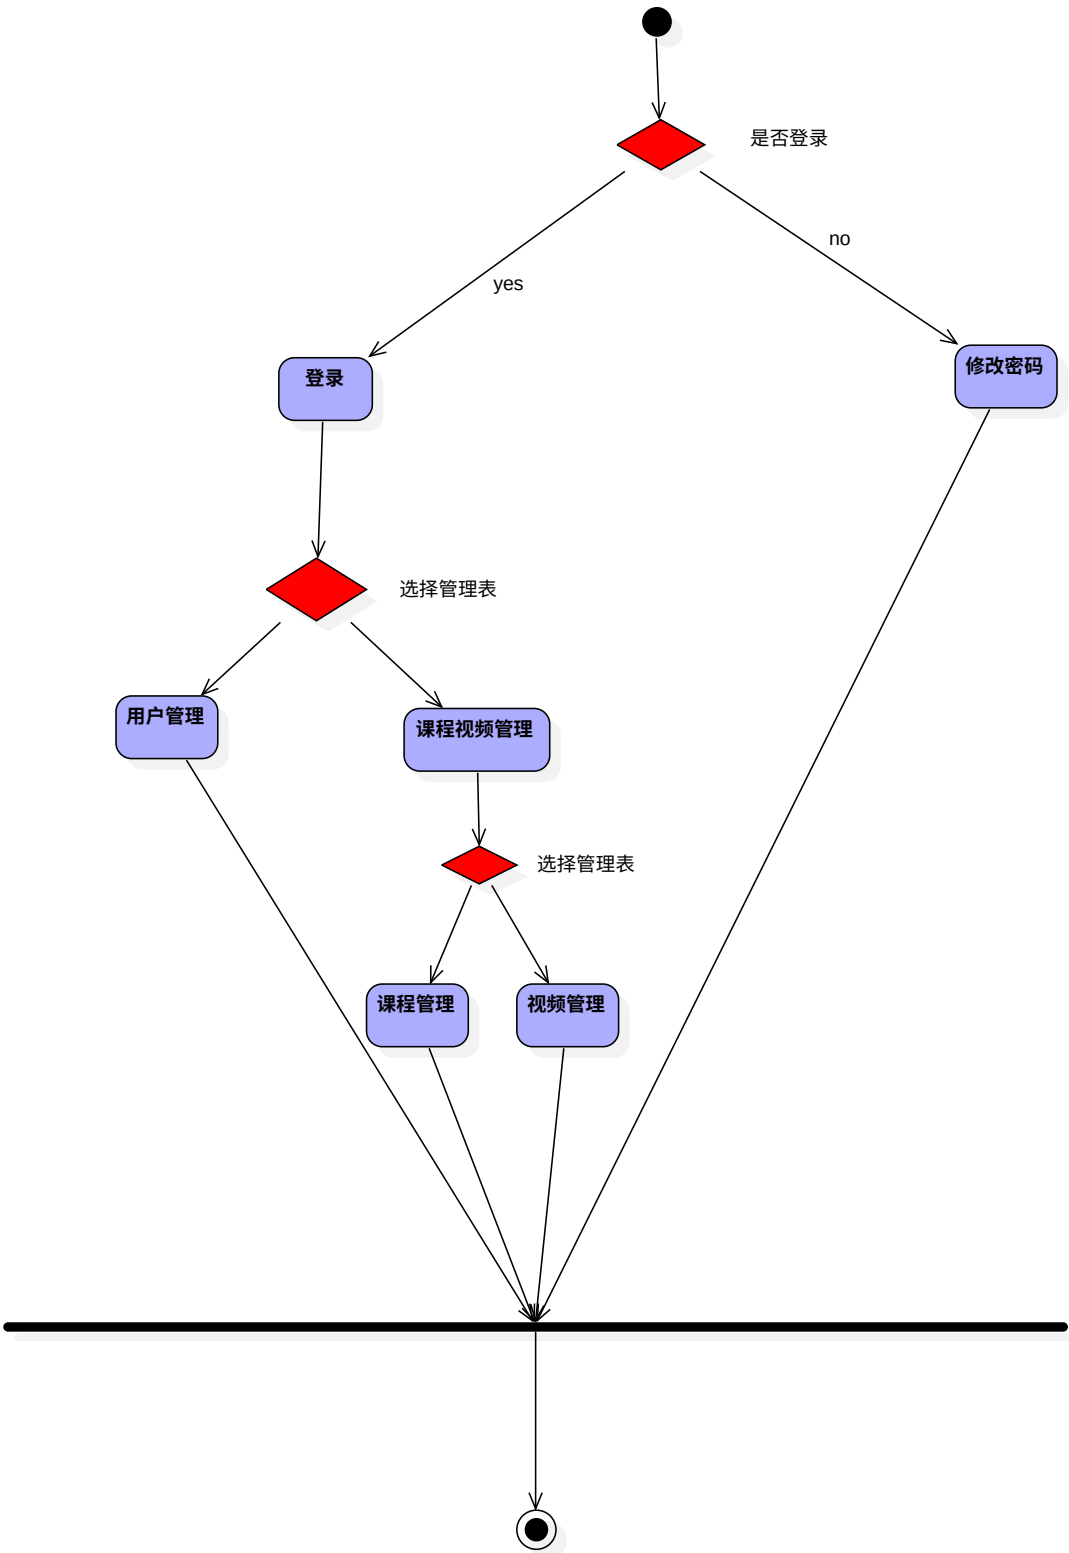 是否登录
no
yes
登录
修改密码
选择管理表
用户管理
课程视频管理
选择管理表
课程管理
视频管理